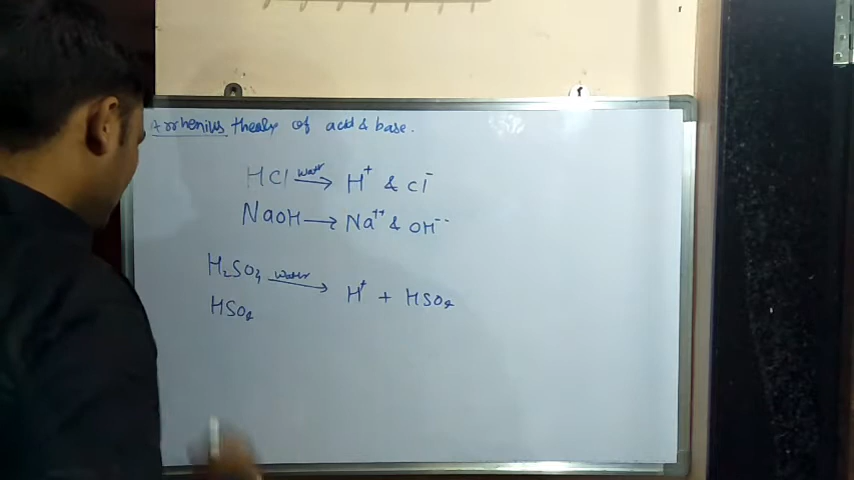 Arrhenius theory of acid & base.
HCl water → H⁺ & cl⁻
NaOH → Na⁺⁺ & OH⁻⁻
H₂SO₄ water → H⁺ + HSO₄
HSO₄